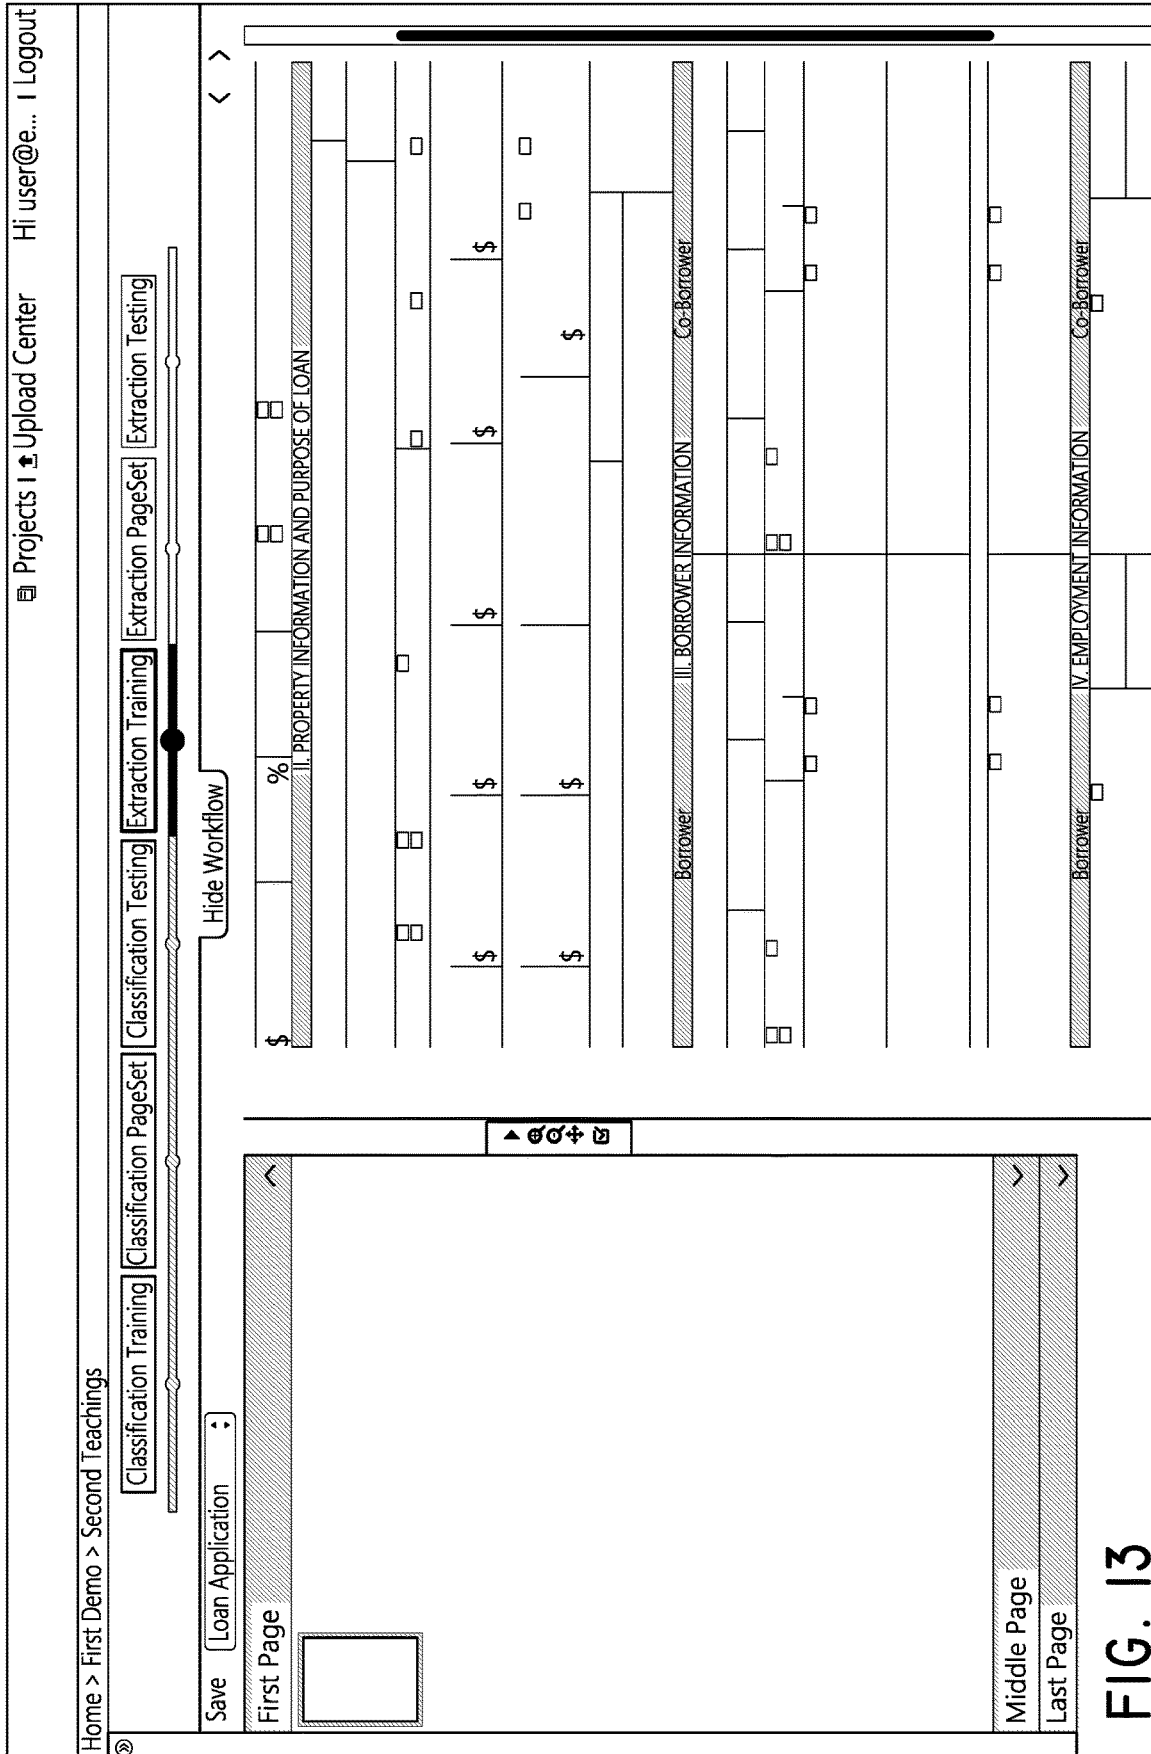 Projects | Upload Center Hi user@e... | Logout
Home > First Demo > Second Teachings
Classification Training Classification PageSet Classification Testing Extraction Training Extraction PageSet Extraction Testing
Hide Workflow
Save Loan Application
< >
First Page
Middle Page
Last Page
$ %
II. PROPERTY INFORMATION AND PURPOSE OF LOAN
$ $ $ $ $
$ $ $
Borrower III. BORROWER INFORMATION Co-Borrower
Borrower IV. EMPLOYMENT INFORMATION Co-Borrower
FIG. 13